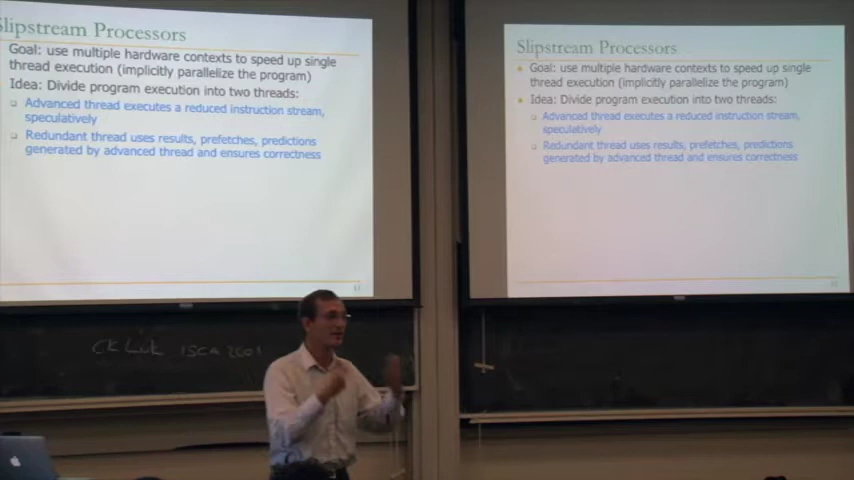 Slipstream Processors
Goal: use multiple hardware contexts to speed up single
thread execution (implicitly parallelize the program)
Idea: Divide program execution into two threads:
Advanced thread executes a reduced instruction stream,
speculatively
Redundant thread uses results, prefetches, predictions
generated by advanced thread and ensures correctness
Slipstream Processors
Goal: use multiple hardware contexts to speed up single
thread execution (implicitly parallelize the program)
Idea: Divide program execution into two threads:
Advanced thread executes a reduced instruction stream,
speculatively
Redundant thread uses results, prefetches, predictions
generated by advanced thread and ensures correctness
CK Luk ISCA 2001